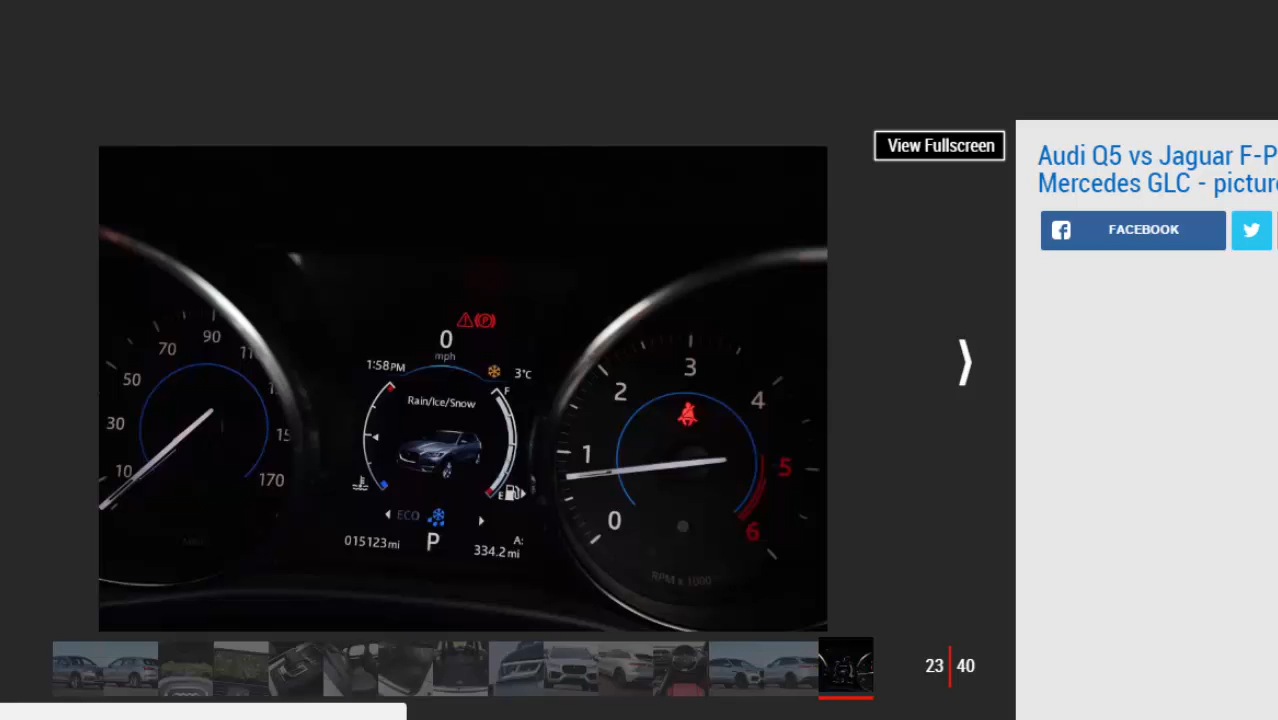 View Fullscreen
Audi Q5 vs Jaguar F-P
Mercedes GLC - pictur
FACEBOOK
0
mph
1:58PM
3°C
Rain/Ice/Snow
F
E
ECO
015123mi
P
A:
334.2mi
10
30
50
70
90
170
0
1
2
3
4
5
6
RPM x 1000
23
40